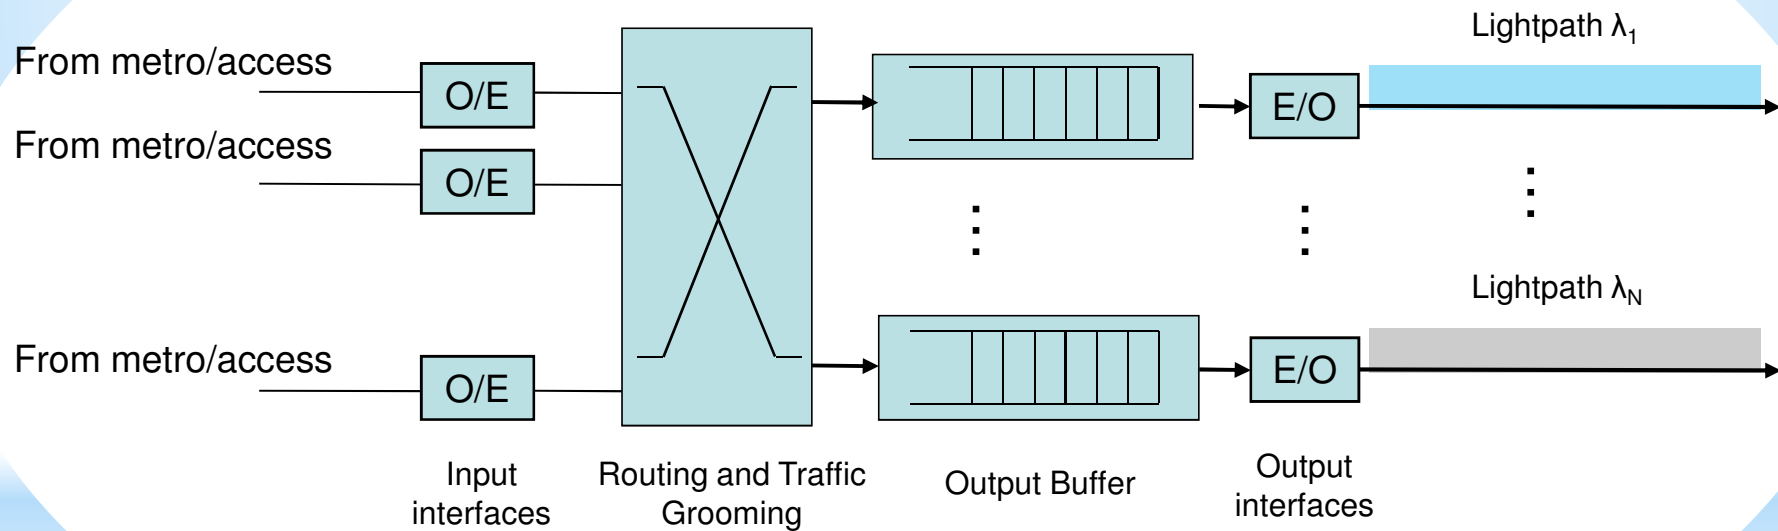 Lightpath λ1
From metro/access
O/E
E/O
From metro/access
O/E
Lightpath λN
From metro/access
O/E
E/O
Input
interfaces
Routing and Traffic
Grooming
Output Buffer
Output
interfaces